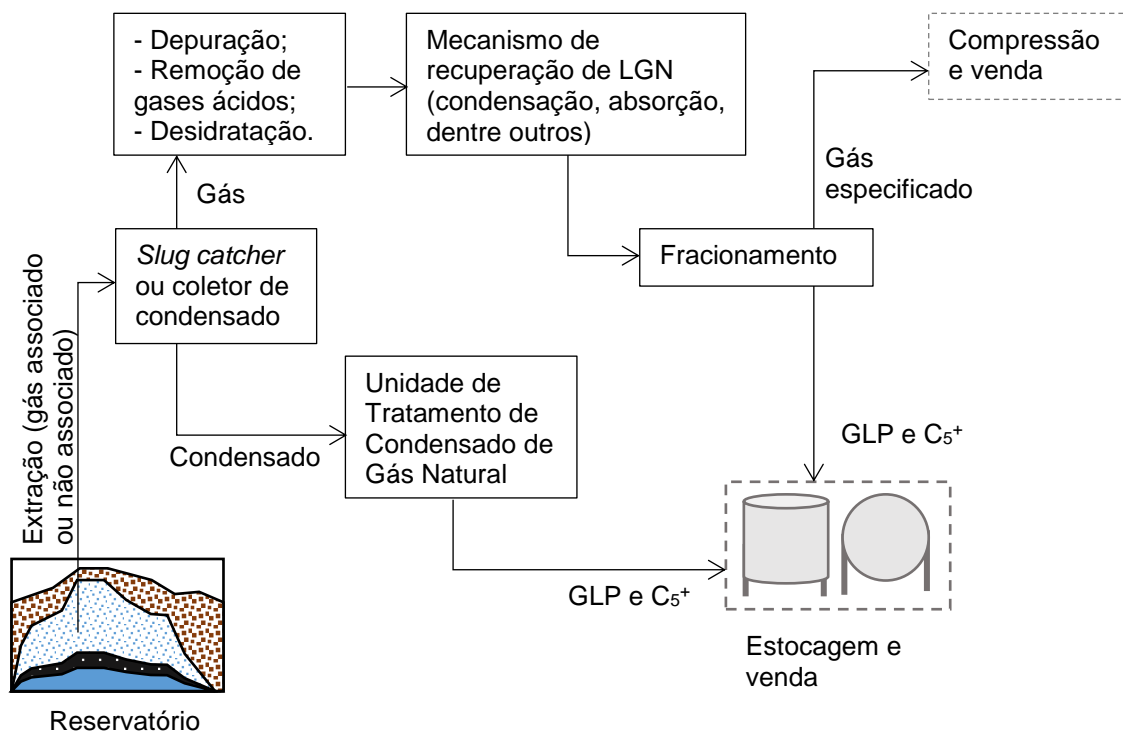 - Depuração;
- Remoção de
gases ácidos;
- Desidratação.
Mecanismo de
recuperação de LGN
(condensação, absorção,
dentre outros)
Compressão
e venda
Gás
Gás
especificado
Slug catcher
ou coletor de
condensado
Fracionamento
Extração (gás associado
ou não associado)
Unidade de
Tratamento de
Condensado de
Gás Natural
Condensado
GLP e C₅⁺
GLP e C₅⁺
Estocagem e
venda
Reservatório